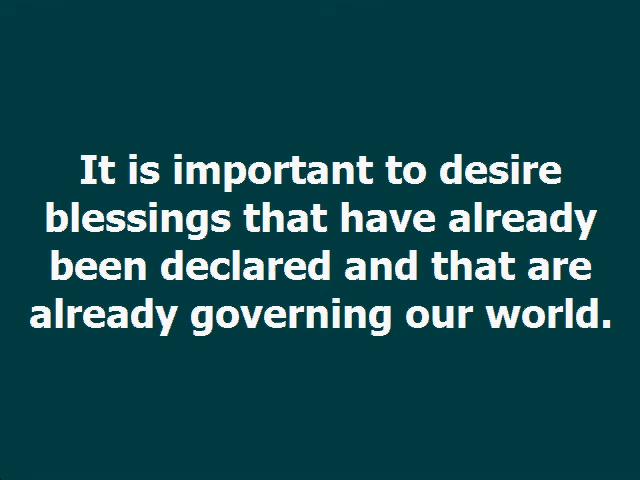 It is important to desire
blessings that have already
been declared and that are
already governing our world.